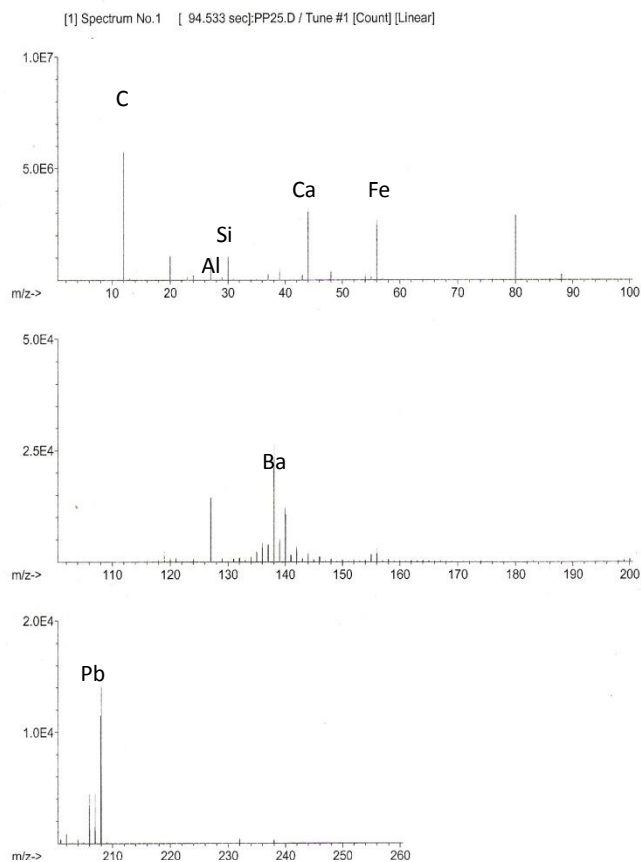 [1] Spectrum No.1 [ 94.533 sec]:PP25.D / Tune #1 [Count] [Linear]
1.0E7
C
5.0E6
Ca
Fe
Si
Al
m/z->
10 20 30 40 50 60 70 80 90 100
5.0E4
2.5E4
Ba
m/z->
110 120 130 140 150 160 170 180 190 200
2.0E4
Pb
1.0E4
m/z->
210 220 230 240 250 260